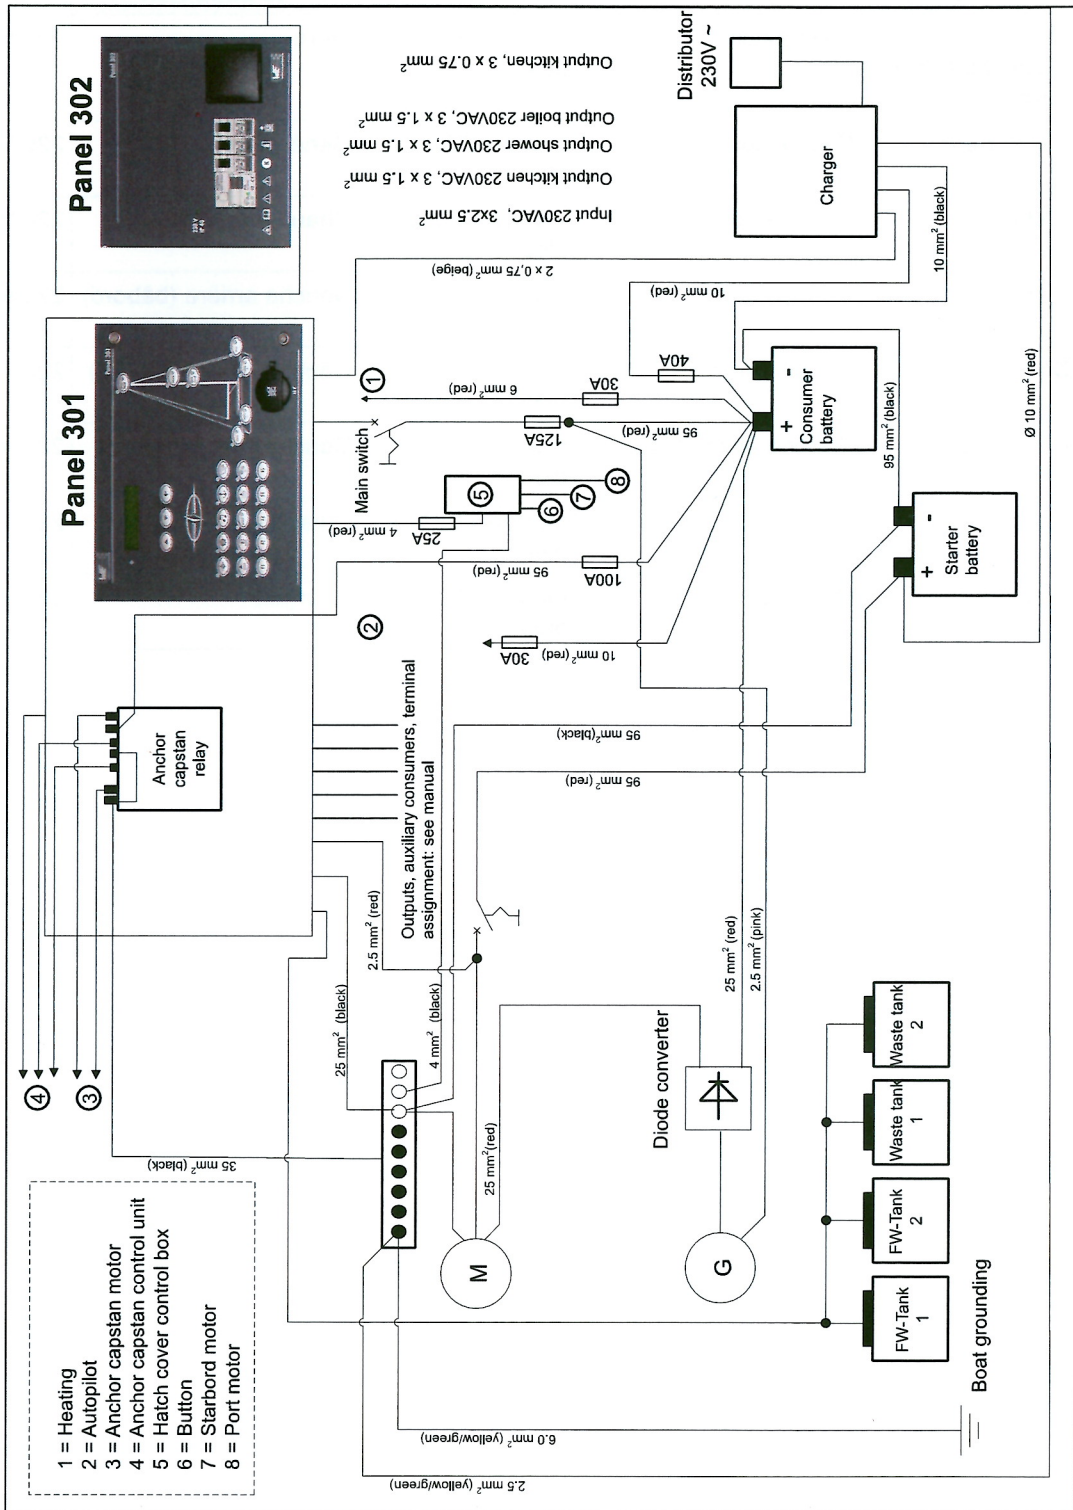 Panel 302
Panel 302
230 V
IP 44
Output kitchen, 3 x 0.75 mm²
Output boiler 230VAC, 3 x 1.5 mm²
Output shower 230VAC, 3 x 1.5 mm²
Output kitchen 230VAC, 3 x 1.5 mm²
Input 230VAC, 3x2.5 mm²
Distributor
230V ~
Charger
Panel 301
Panel 301
2 x 0,75 mm² (beige)
10 mm² (red)
10 mm² (black)
40A
1
6 mm² (red)
30A
Main switch
125A
95 mm² (red)
+
-
Consumer
battery
95 mm² (black)
Ø 10 mm² (red)
4 mm² (red)
25A
5
6
7
8
95 mm² (red)
100A
2
30A
10 mm² (red)
+
-
Starter
battery
Anchor
capstan
relay
Outputs, auxiliary consumers, terminal
assignment: see manual
95 mm² (black)
95 mm² (red)
2.5 mm² (red)
25 mm² (black)
4 mm² (black)
25 mm² (red)
2.5 mm² (pink)
4
3
35 mm² (black)
25 mm² (red)
Diode converter
M
G
Waste tank
2
Waste tank
1
FW-Tank
2
FW-Tank
1
Boat grounding
1 = Heating
2 = Autopilot
3 = Anchor capstan motor
4 = Anchor capstan control unit
5 = Hatch cover control box
6 = Button
7 = Starbord motor
8 = Port motor
6.0 mm² (yellow/green)
2.5 mm² (yellow/green)